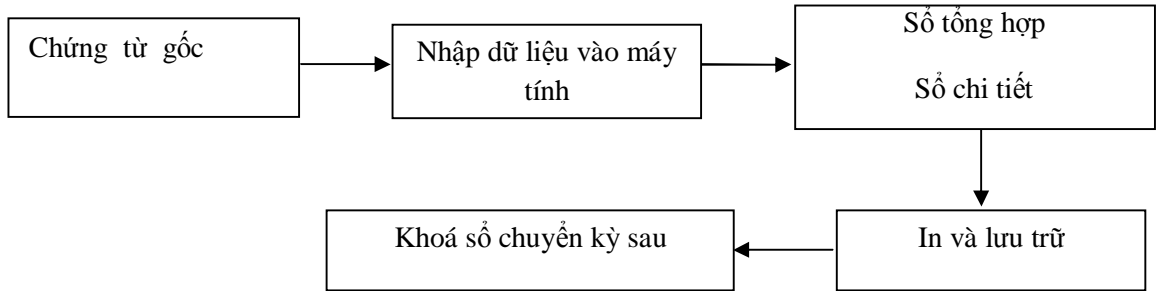 Chứng từ gốc
Nhập dữ liệu vào máy
tính
Sổ tổng hợp
Sổ chi tiết
In và lưu trữ
Khoá sổ chuyển kỳ sau